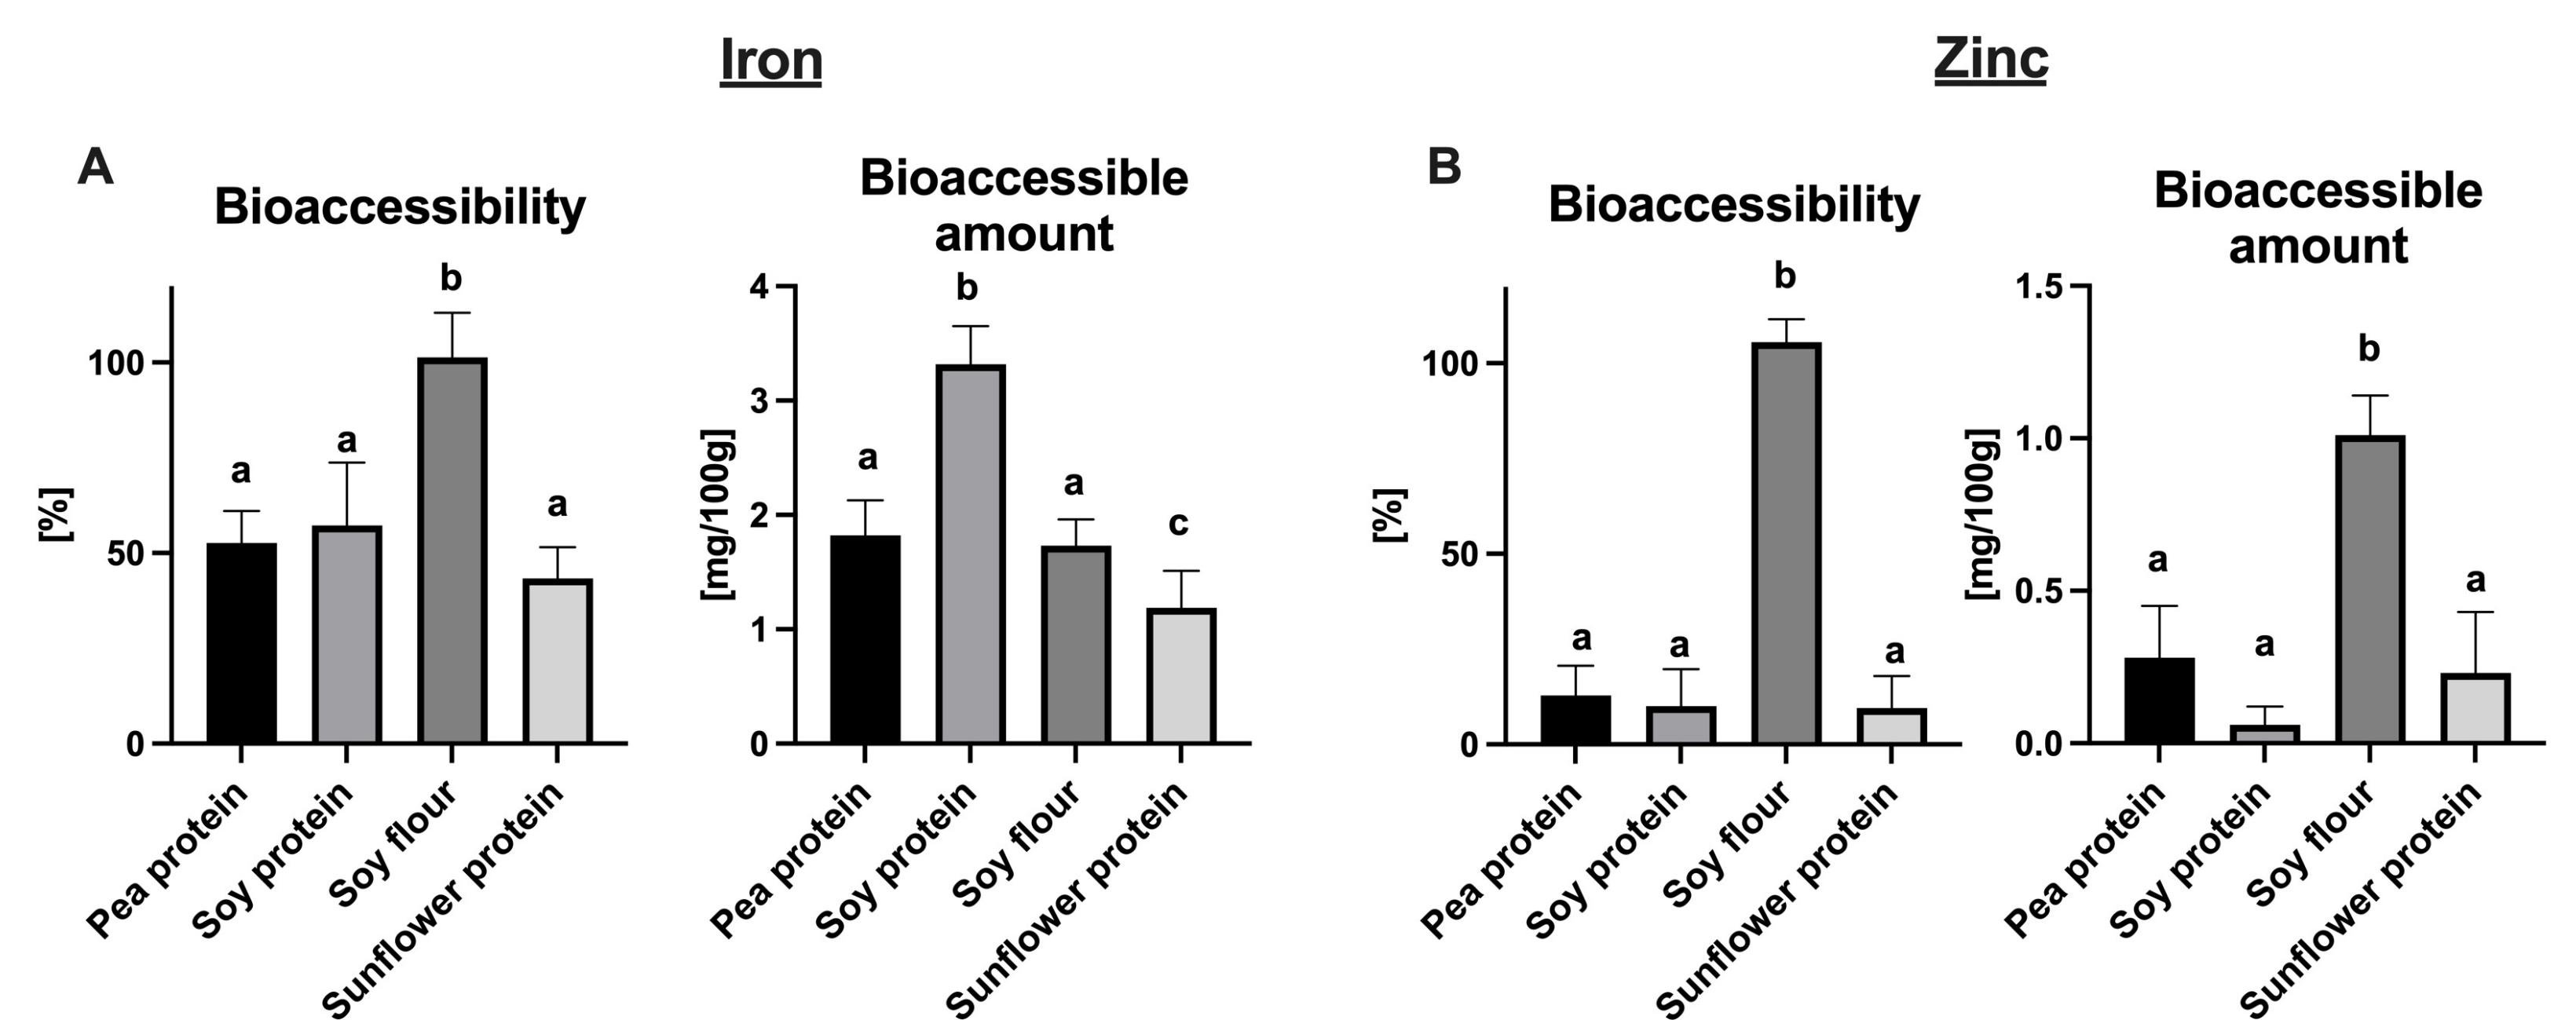 Iron
Zinc
A
Bioaccessibility
[%]
100
50
0
a
a
b
a
Pea protein
Soy protein
Soy flour
Sunflower protein
Bioaccessible
amount
[mg/100g]
4
3
2
1
0
a
b
a
c
Pea protein
Soy protein
Soy flour
Sunflower protein
B
Bioaccessibility
[%]
100
50
0
a
a
b
a
Pea protein
Soy protein
Soy flour
Sunflower protein
Bioaccessible
amount
[mg/100g]
1.5
1.0
0.5
0.0
a
a
b
a
Pea protein
Soy protein
Soy flour
Sunflower protein